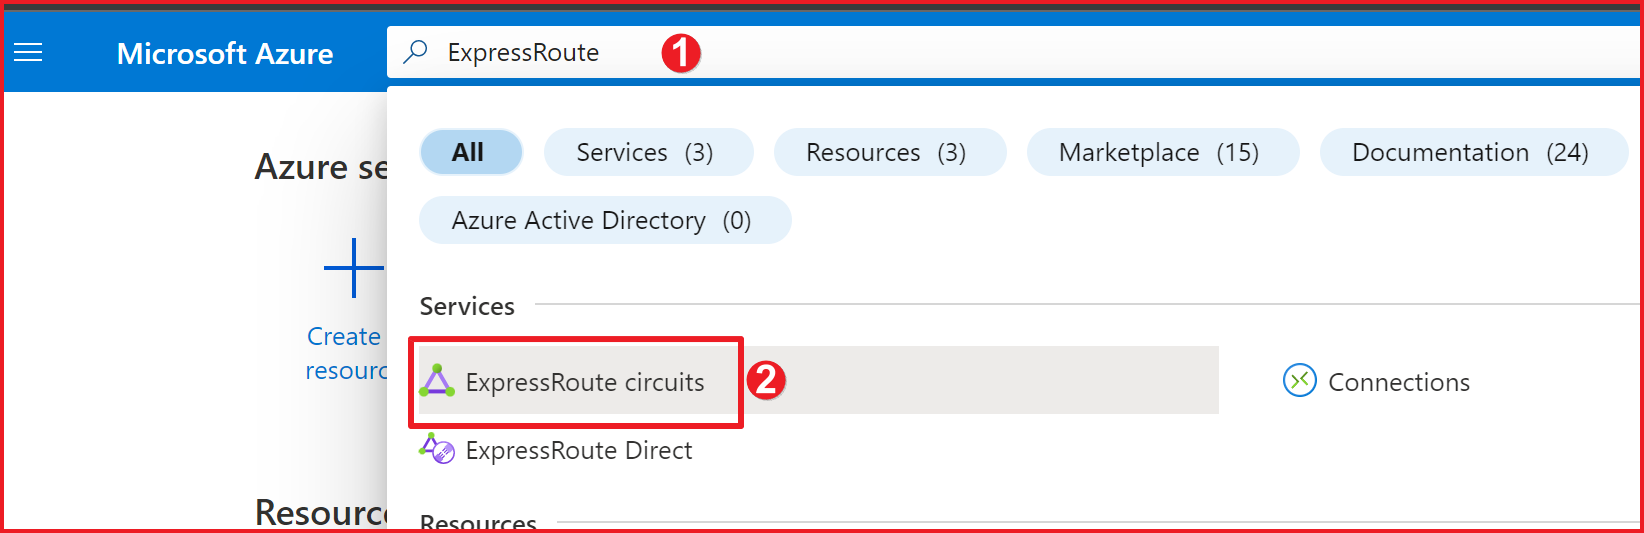 Microsoft Azure
ExpressRoute 1
All Services (3) Resources (3) Marketplace (15) Documentation (24)
Azure Active Directory (0)
Azure se
Create
resourc
Services
ExpressRoute circuits 2 Connections
ExpressRoute Direct
Resources
Resourc